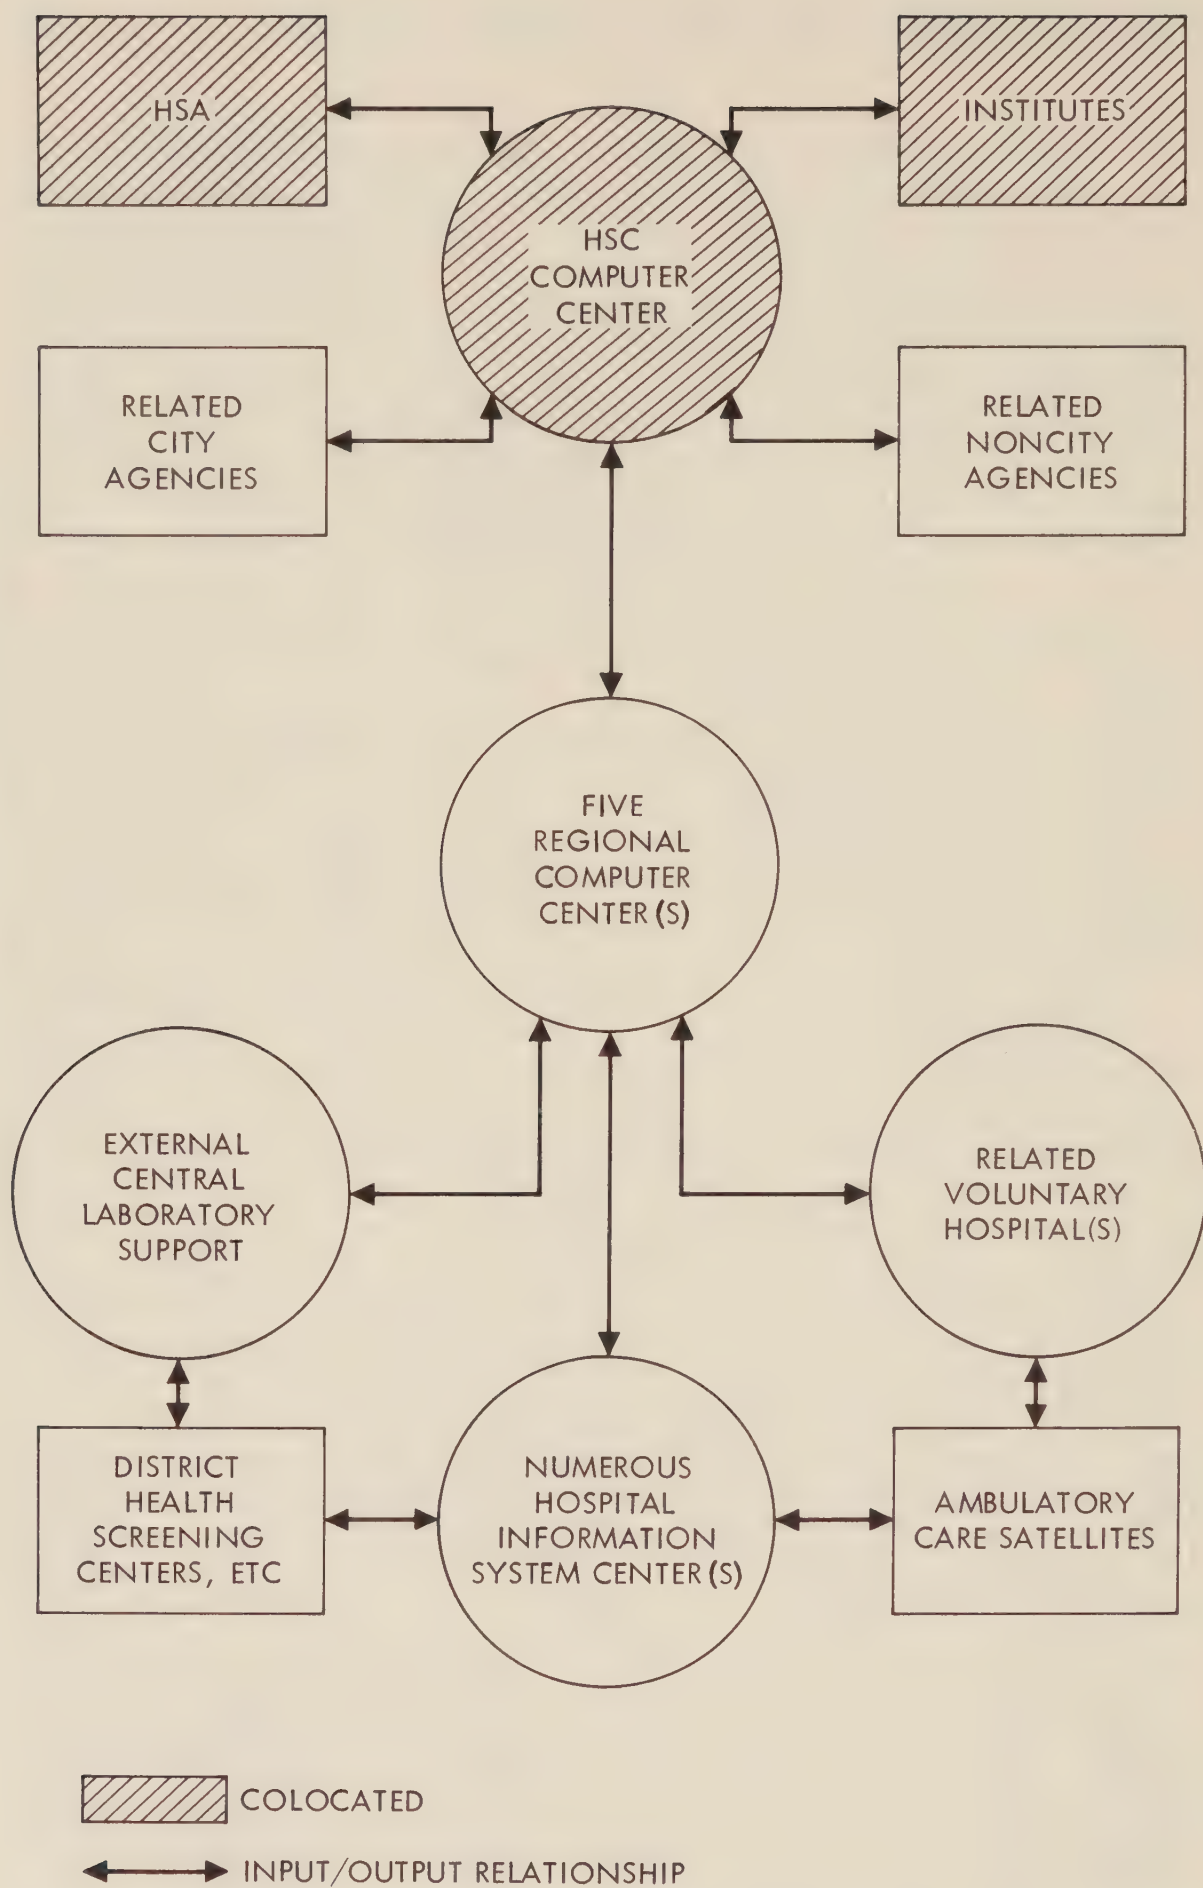 HSA
INSTITUTES
HSC
COMPUTER
CENTER
RELATED
CITY
AGENCIES
RELATED
NONCITY
AGENCIES
FIVE
REGIONAL
COMPUTER
CENTER(S)
EXTERNAL
CENTRAL
LABORATORY
SUPPORT
RELATED
VOLUNTARY
HOSPITAL(S)
DISTRICT
HEALTH
SCREENING
CENTERS, ETC
NUMEROUS
HOSPITAL
INFORMATION
SYSTEM CENTER(S)
AMBULATORY
CARE SATELLITES
COLOCATED
INPUT/OUTPUT RELATIONSHIP